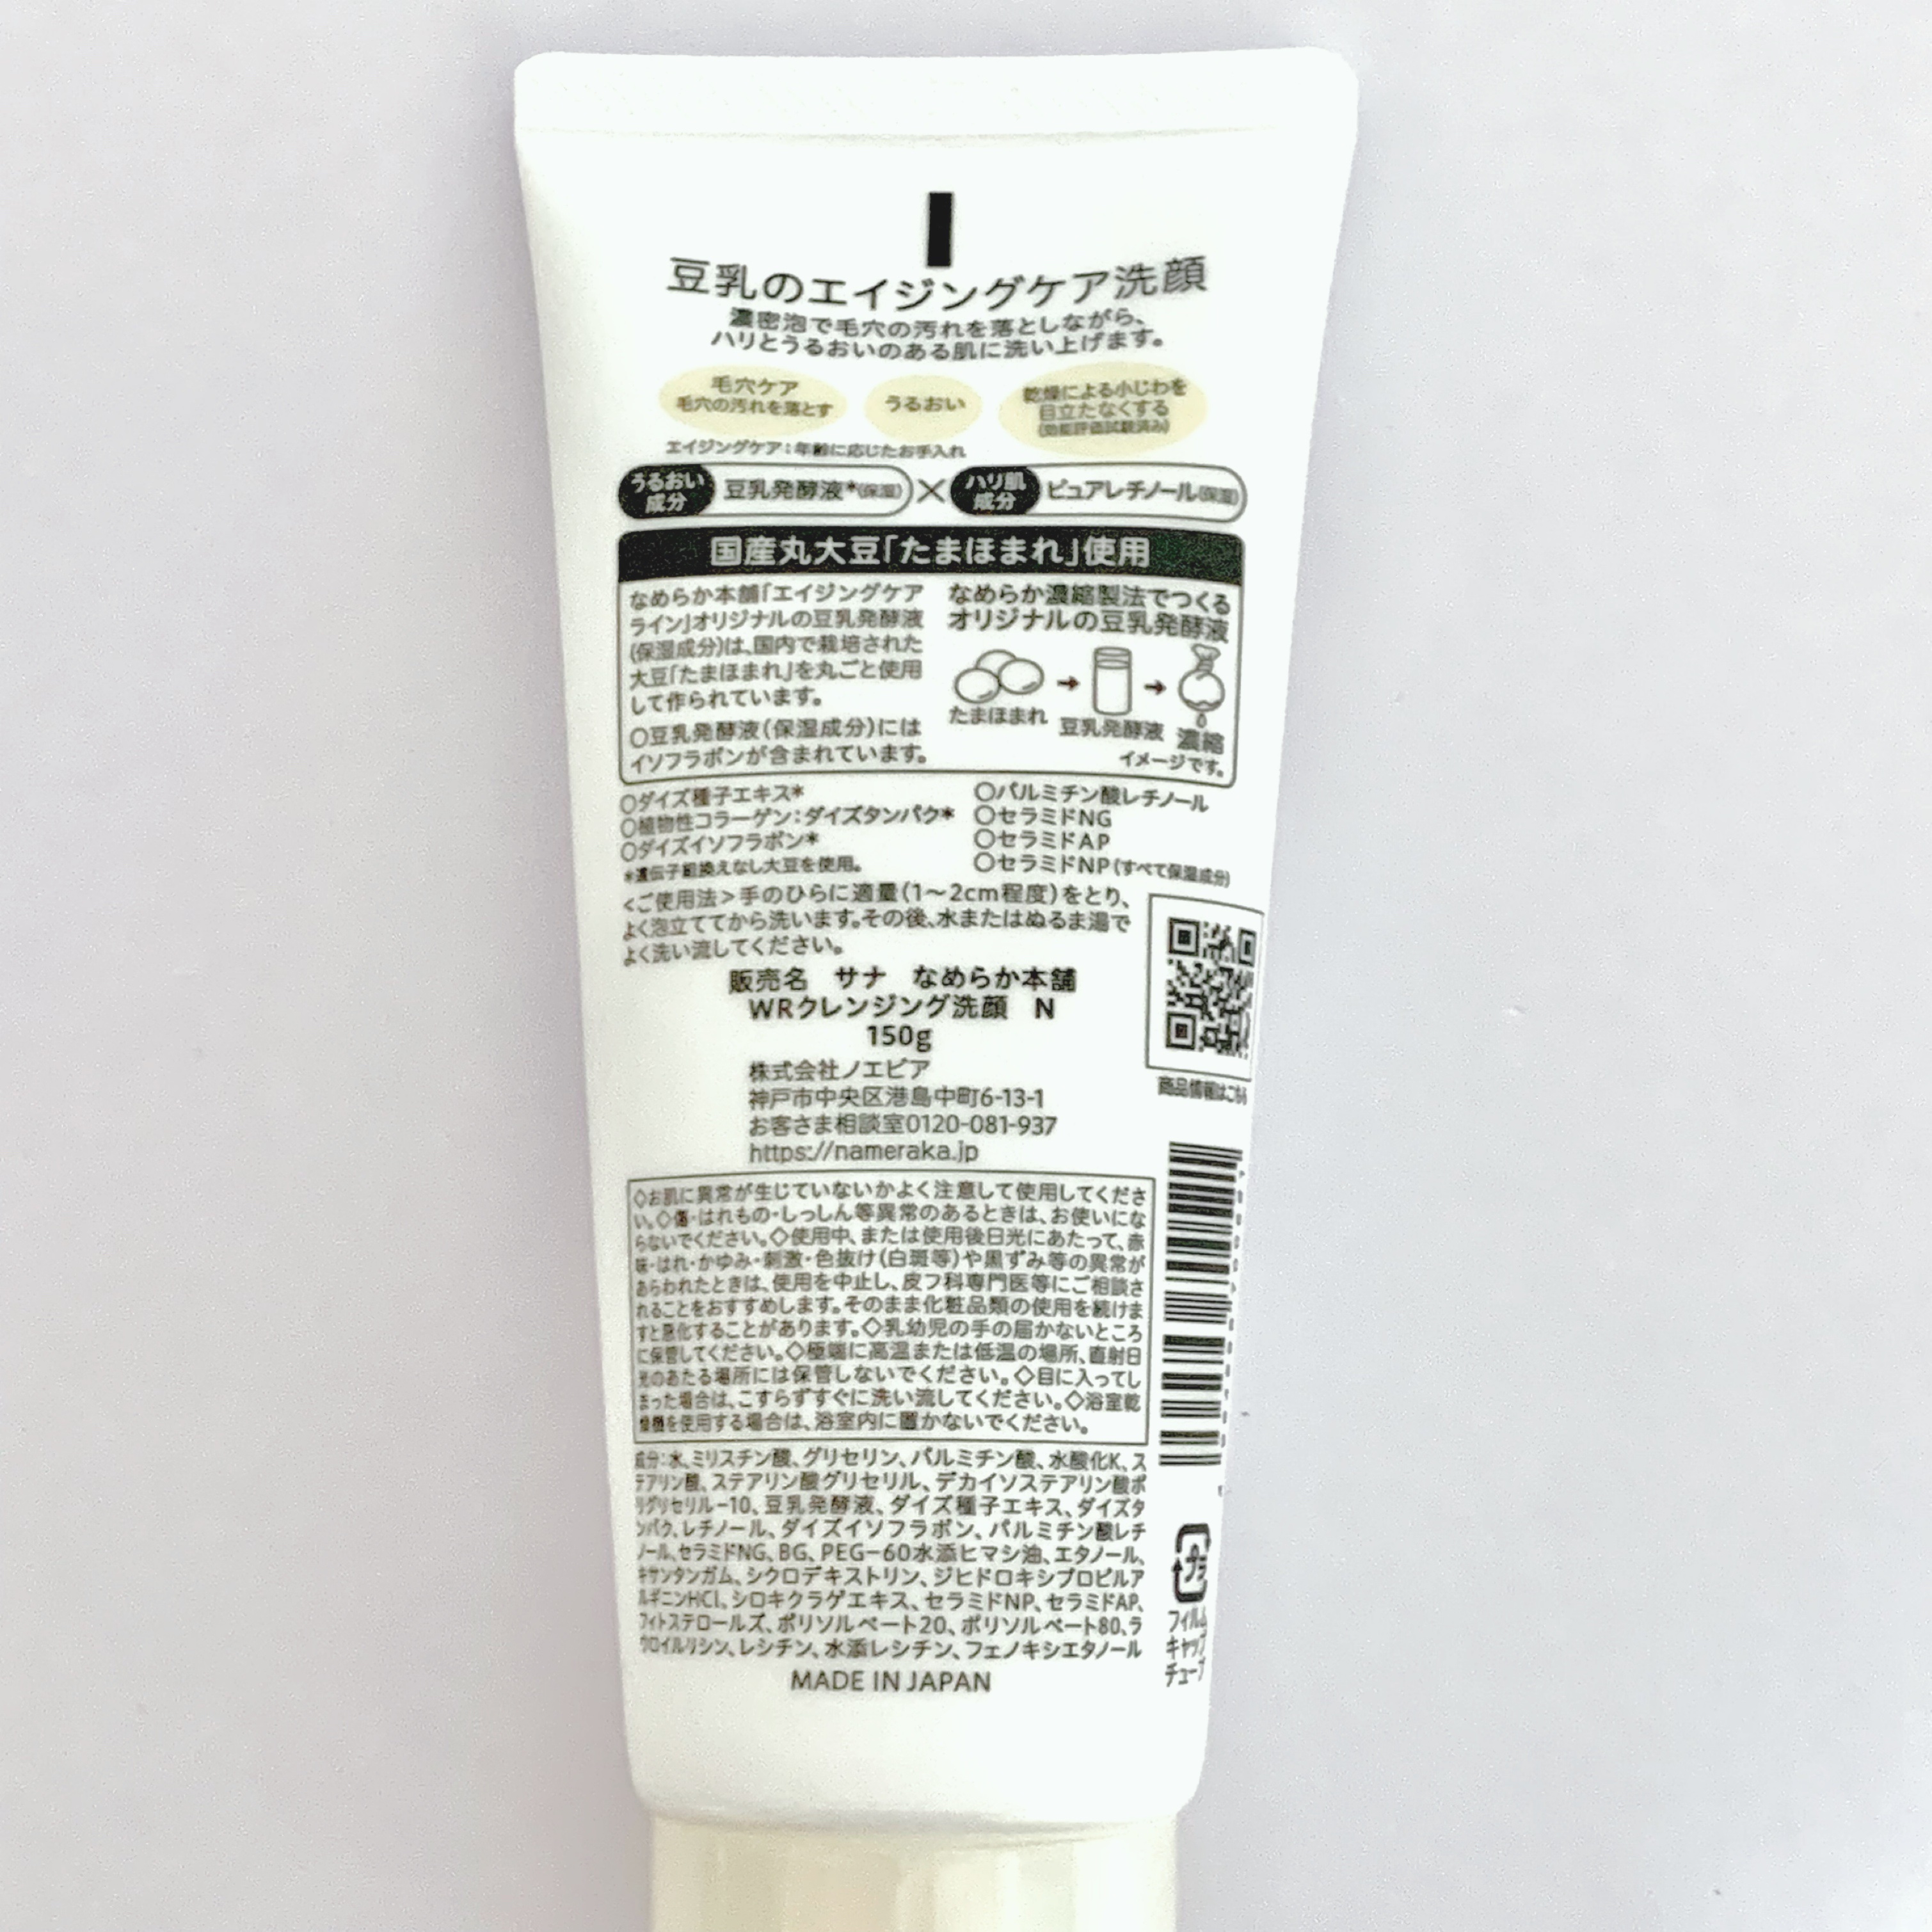 豆乳のエイジングケア洗顔
濃密泡で毛穴の汚れを落としながら、
ハリとうるおいのある肌に洗い上げます。
毛穴ケア
毛穴の汚れを落とす
うるおい
乾燥による小じわを
目立たなくする
(効能評価試験済み)
エイジングケア:年齢に応じたお手入れ
うるおい
成分
豆乳発酵液*(保湿)
×
ハリ肌
成分
ピュアレチノール(保湿)
国産丸大豆「たまほまれ」使用
なめらか本舗「エイジングケア
ライン」オリジナルの豆乳発酵液
(保湿成分)は、国内で栽培された
大豆「たまほまれ」を丸ごと使用
して作られています。
○豆乳発酵液(保湿成分)には
イソフラボンが含まれています。
なめらか濃縮製法でつくる
オリジナルの豆乳発酵液
たまほまれ
豆乳発酵液
濃縮
イメージです。
○ダイズ種子エキス*
○植物性コラーゲン:ダイズタンパク*
○ダイズイソフラボン*
*遺伝子組換えなし大豆を使用。
○パルミチン酸レチノール
○セラミドNG
○セラミドAP
○セラミドNP(すべて保湿成分)
<ご使用法>手のひらに適量(1〜2cm程度)をとり、
よく泡立ててから洗います。その後、水またはぬるま湯で
よく洗い流してください。
販売名 サナ なめらか本舗
WRクレンジング洗顔 N
150g
株式会社ノエビア
神戸市中央区港島中町6-13-1
お客さま相談室0120-081-937
https://nameraka.jp
商品情報はこちら
◇お肌に異常が生じていないかよく注意して使用してくださ
い。◇傷・はれもの・しっしん等異常のあるときは、お使いにな
らないでください。◇使用中、または使用後日光にあたって、赤
味・はれ・かゆみ・刺激・色抜け(白斑等)や黒ずみ等の異常が
あらわれたときは、使用を中止し、皮フ科専門医等にご相談さ
れることをおすすめします。そのまま化粧品類の使用を続けま
すと悪化することがあります。◇乳幼児の手の届かないところ
に保管してください。◇極端に高温または低温の場所、直射日
光のあたる場所には保管しないでください。◇目に入ってし
まった場合は、こすらずすぐに洗い流してください。◇浴室乾
燥機を使用する場合は、浴室内に置かないでください。
成分:水、ミリスチン酸、グリセリン、パルミチン酸、水酸化K、ス
テアリン酸、ステアリン酸グリセリル、デカイソステアリン酸ポ
リグリセリル-10、豆乳発酵液、ダイズ種子エキス、ダイズタ
ンパク、レチノール、ダイズイソフラボン、パルミチン酸レチ
ノール、セラミドNG、BG、PEG-60水添ヒマシ油、エタノール、
キサンタンガム、シクロデキストリン、ジヒドロキシプロピルア
ルギニンHCl、シロキクラゲエキス、セラミドNP、セラミドAP、
フィトステロールズ、ポリソルベート20、ポリソルベート80、ラ
ウロイルリシン、レシチン、水添レシチン、フェノキシエタノール
MADE IN JAPAN
プラ
フィルム
キャップ
チューブ